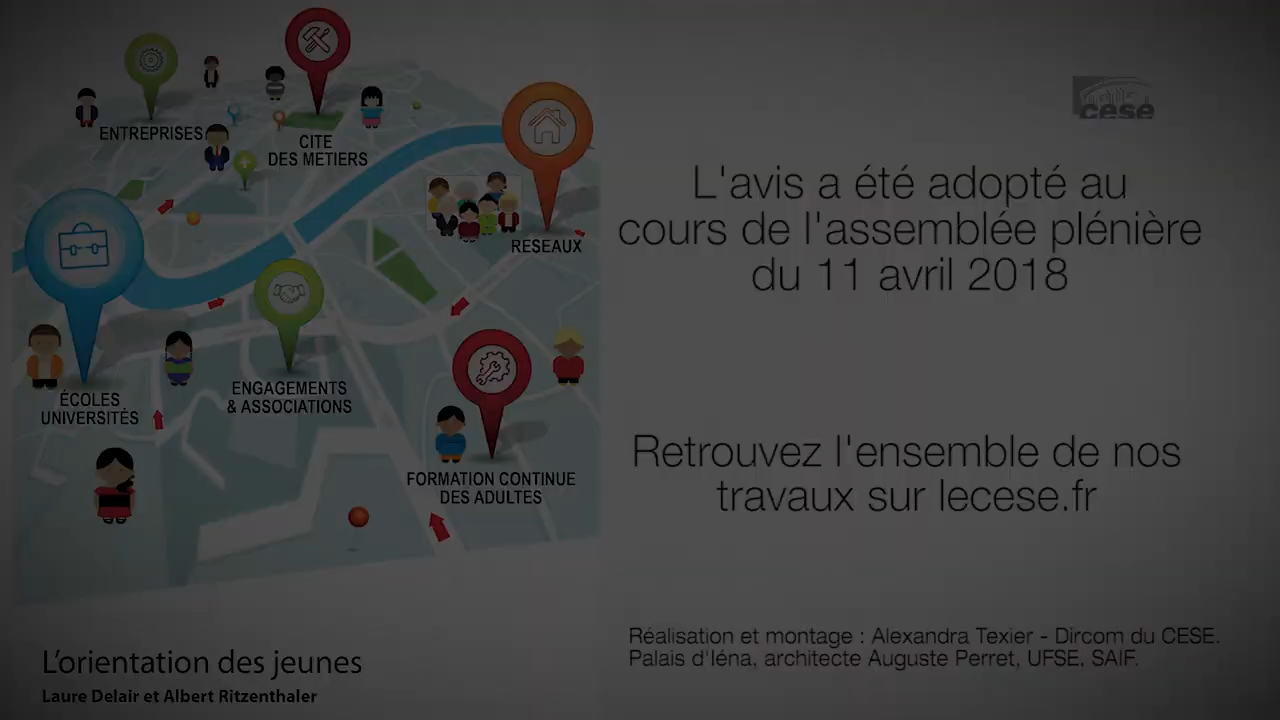 ENTREPRISES
CITE
DES METIERS
RESEAUX
ÉCOLES
UNIVERSITÉS
ENGAGEMENTS
& ASSOCIATIONS
FORMATION CONTINUE
DES ADULTES
L'orientation des jeunes
Laure Delair et Albert Ritzenthaler
cese
L'avis a été adopté au
cours de l'assemblée plénière
du 11 avril 2018
Retrouvez l'ensemble de nos
travaux sur lecese.fr
Réalisation et montage : Alexandra Texier - Dircom du CESE.
Palais d'Iéna, architecte Auguste Perret, UFSE, SAIF.